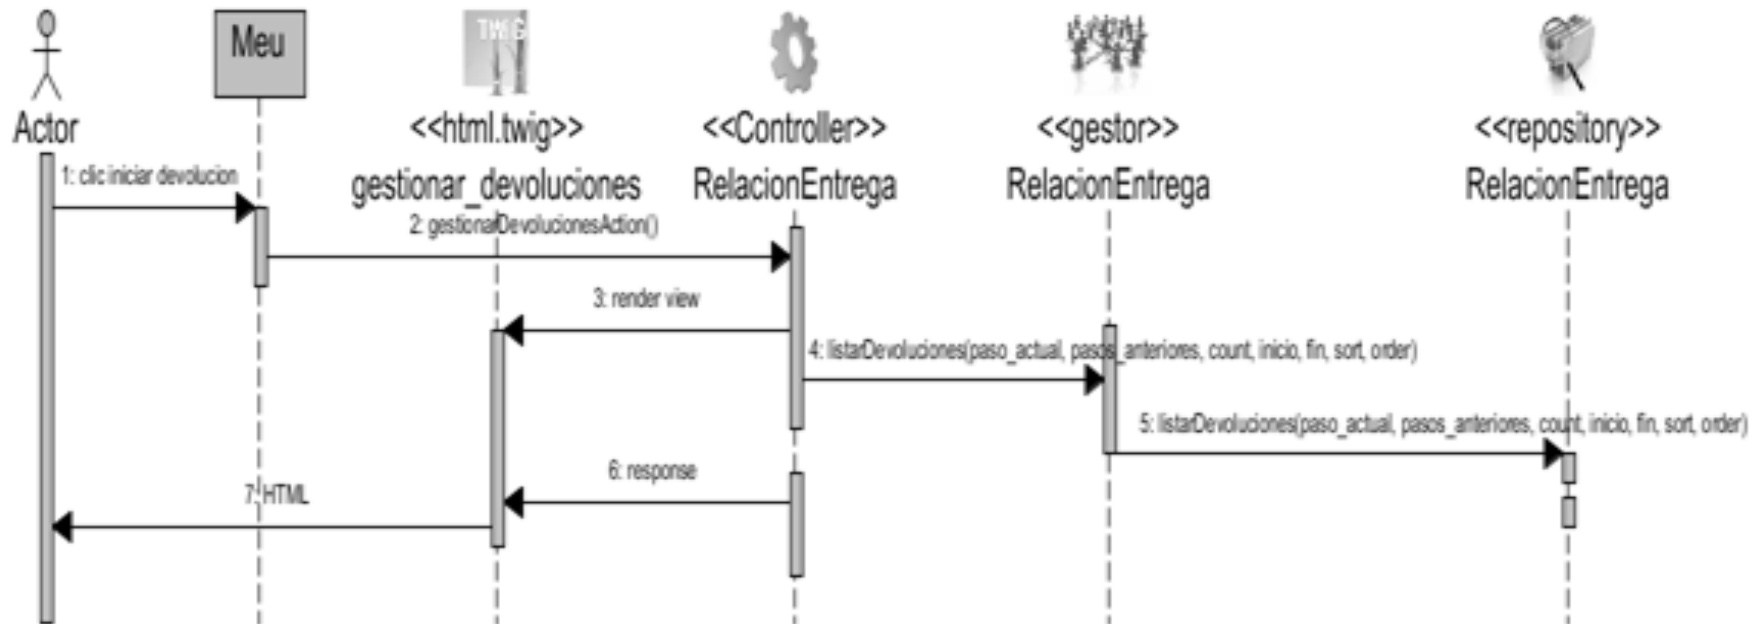 Meu
TWIG
Actor
<<html.twig>>
gestionar_devoluciones
<<Controller>>
RelacionEntrega
<<gestor>>
RelacionEntrega
<<repository>>
RelacionEntrega
1: clic iniciar devolucion
2: gestionarDevolucionesAction()
3: render view
4: listarDevoluciones(paso_actual, pasos_anteriores, count, inicio, fin, sort, order)
5: listarDevoluciones(paso_actual, pasos_anteriores, count, inicio, fin, sort, order)
6: response
7: HTML